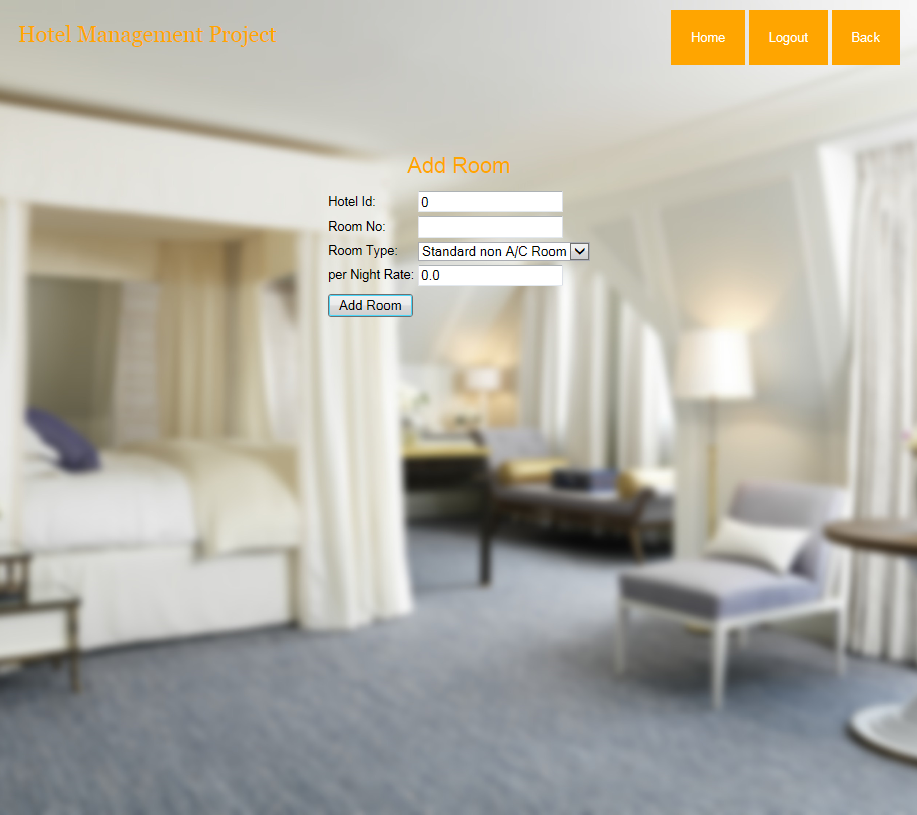 Hotel Management Project
Home Logout Back
Add Room
Hotel Id: 0
Room No:
Room Type: Standard non A/C Room
per Night Rate: 0.0
Add Room